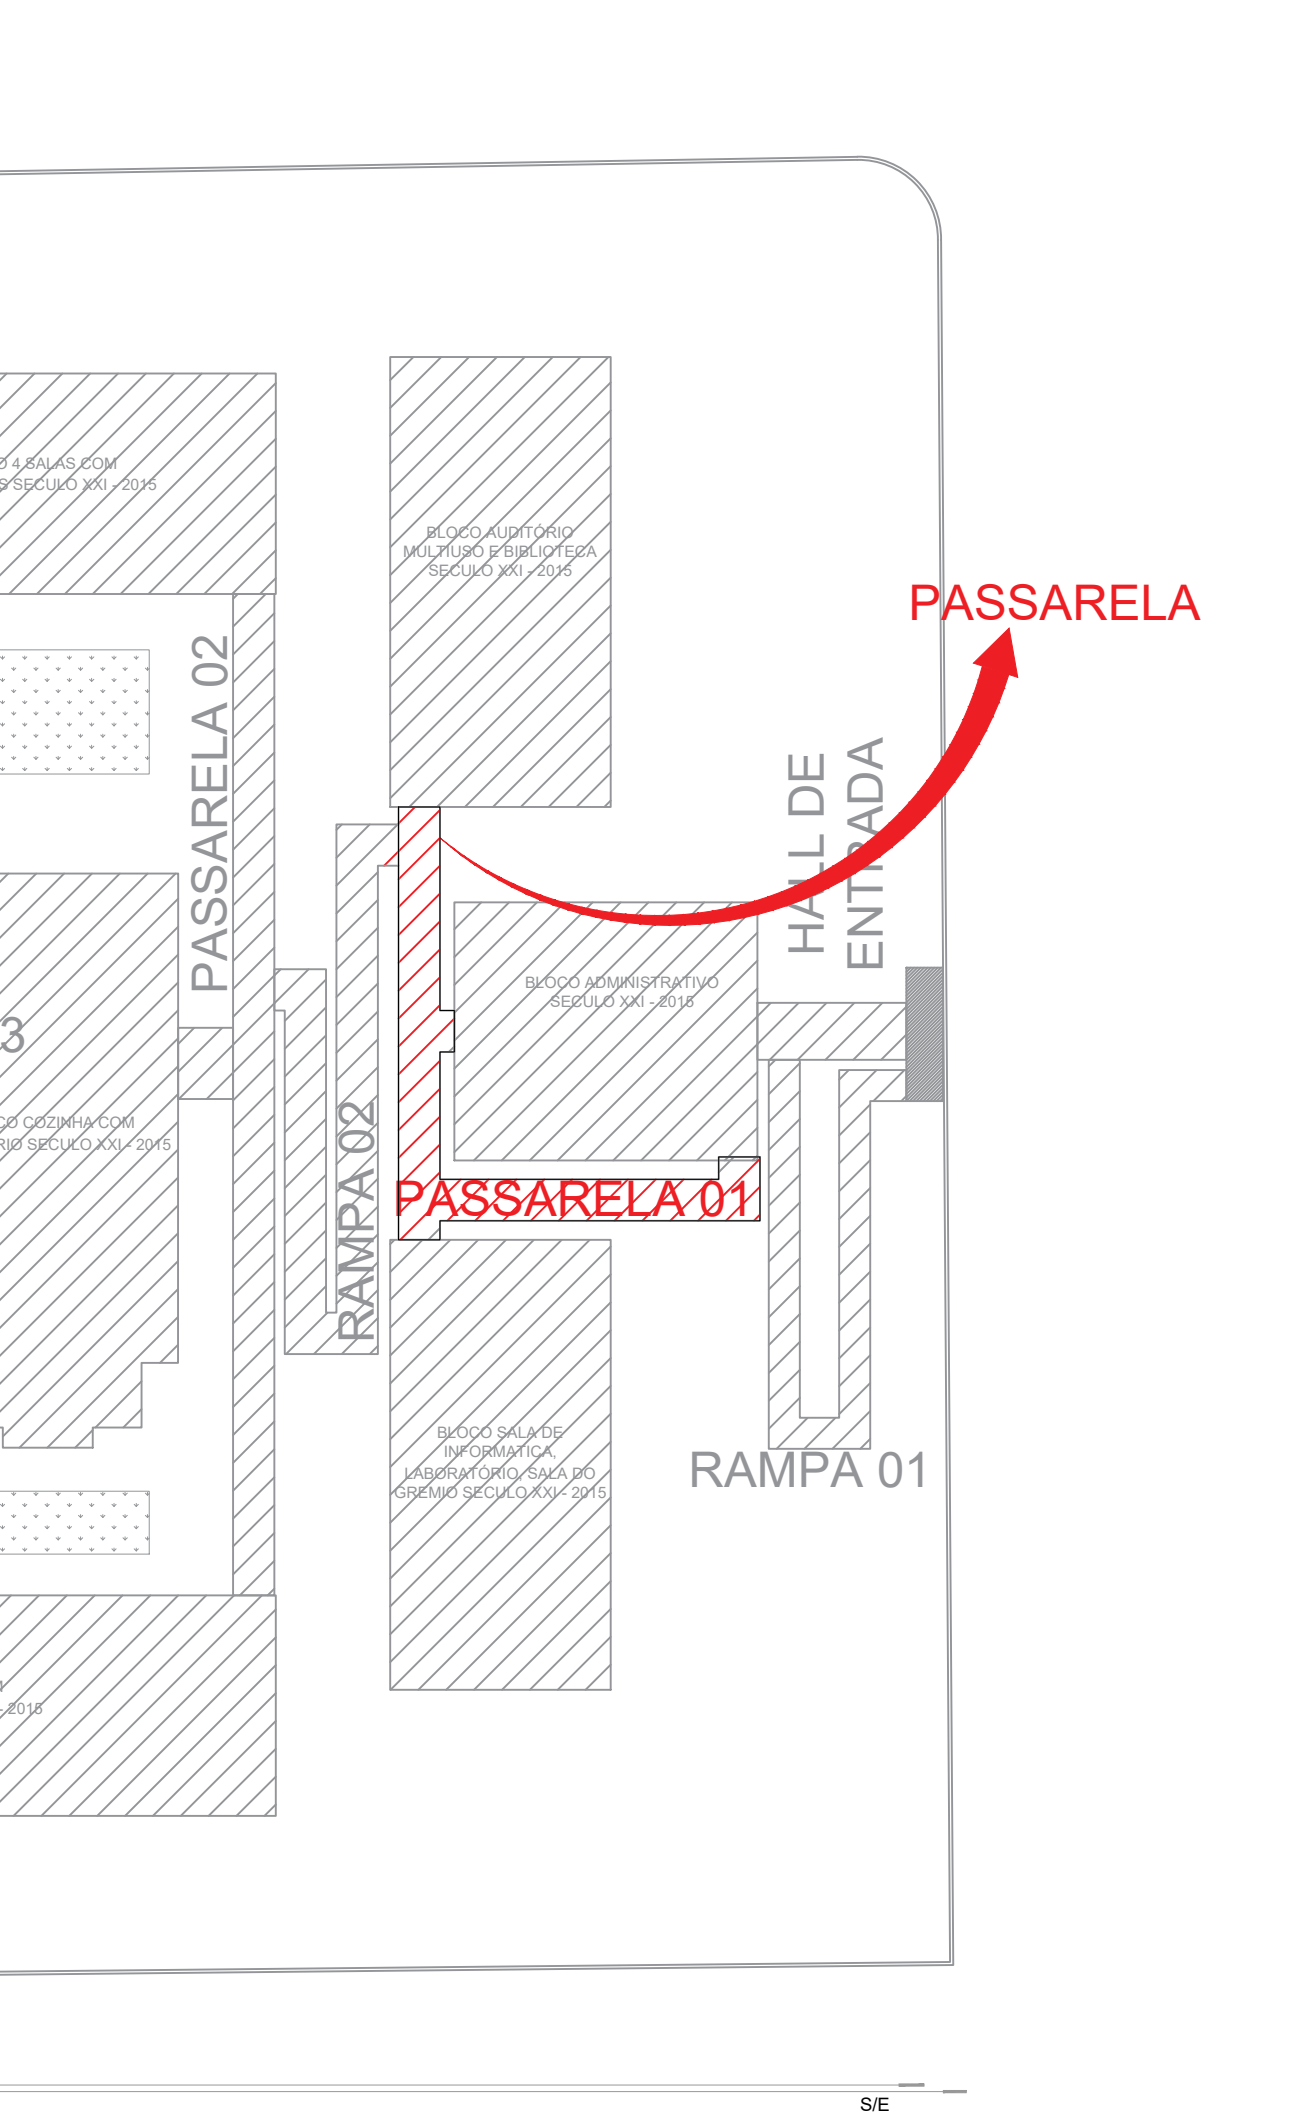 4 SALAS COM
SECULO XXI - 2015
BLOCO AUDITÓRIO
MULTIUSO E BIBLIOTECA
SECULO XXI - 2015
PASSARELA
PASSARELA 02
HALL DE
ENTRADA
BLOCO ADMINISTRATIVO
SECULO XXI - 2015
3
COZINHA COM
SECULO XXI - 2015
RAMPA 02
PASSARELA 01
BLOCO SALA DE
INFORMATICA,
LABORATÓRIO, SALA DO
GREMIO SECULO XXI - 2015
RAMPA 01
- 2015
S/E